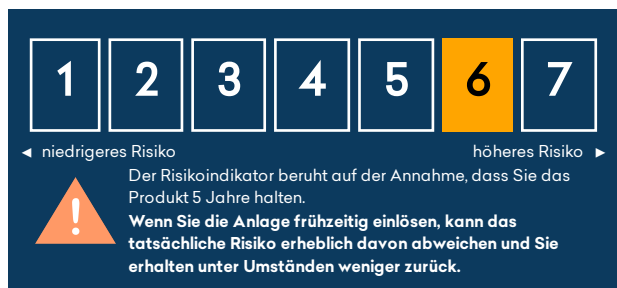 1 2 3 4 5 6 7
◄ niedrigeres Risiko höheres Risiko ►
Der Risikoindikator beruht auf der Annahme, dass Sie das
Produkt 5 Jahre halten.
Wenn Sie die Anlage frühzeitig einlösen, kann das
tatsächliche Risiko erheblich davon abweichen und Sie
erhalten unter Umständen weniger zurück.